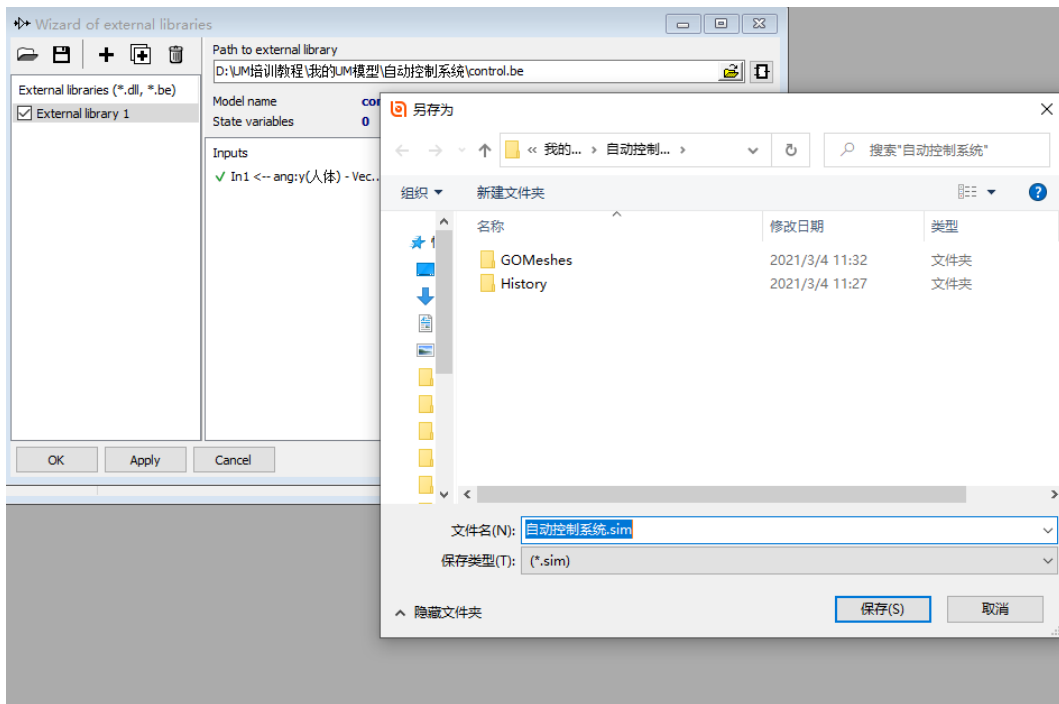 Wizard of external libraries
Path to external library
D:\UM培训教程\我的UM模型\自动控制系统\control.be
External libraries (*.dll, *.be)
External library 1
Model name
State variables 0
Inputs
In1 <-- ang:y(人体) - Vec..
OK Apply Cancel
另存为
« 我的... › 自动控制... ›
搜索"自动控制系统"
组织 新建文件夹
名称 修改日期 类型
GOMeshes 2021/3/4 11:32 文件夹
History 2021/3/4 11:27 文件夹
文件名(N): 自动控制系统.sim
保存类型(T): (*.sim)
隐藏文件夹 保存(S) 取消